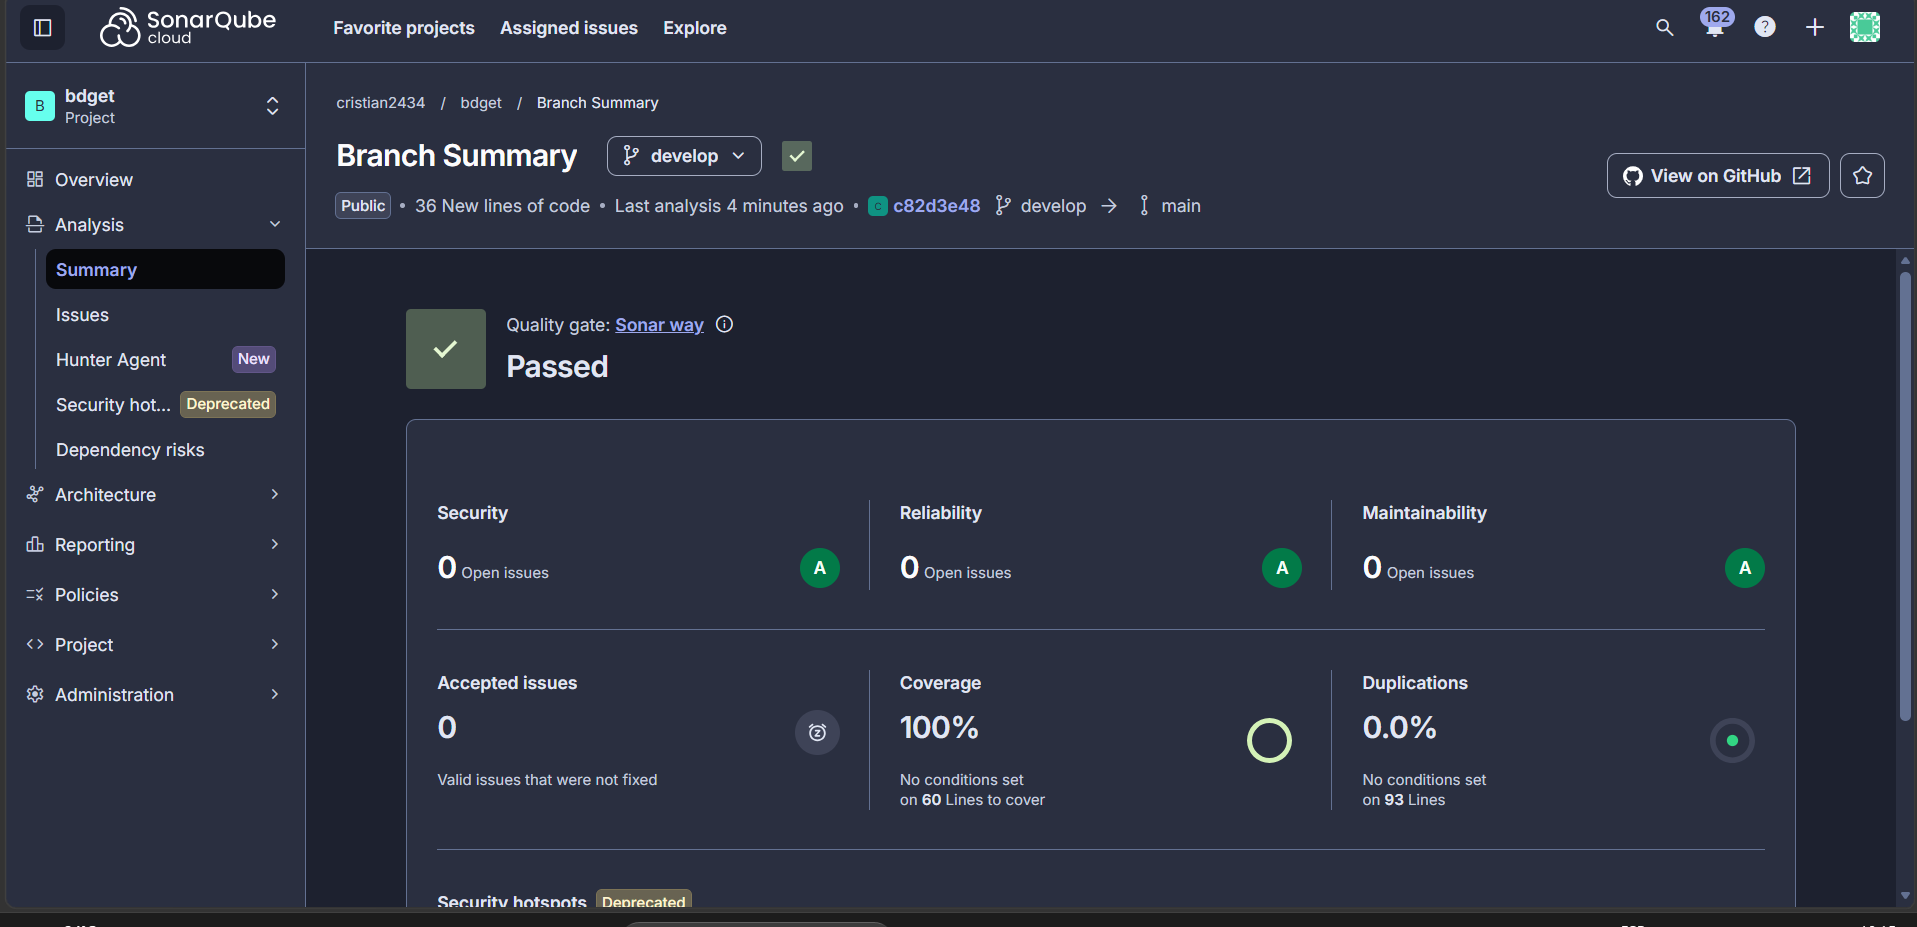 SonarQube
cloud
Favorite projects
Assigned issues
Explore
162
?
B
bdget
Project
Overview
Analysis
Summary
Issues
Hunter Agent New
Security hot... Deprecated
Dependency risks
Architecture
Reporting
Policies
Project
Administration
cristian2434 / bdget / Branch Summary
Branch Summary
develop
View on GitHub
Public • 36 New lines of code • Last analysis 4 minutes ago • C c82d3e48 develop → main
Quality gate: Sonar way
Passed
Security
0 Open issues
A
Reliability
0 Open issues
A
Maintainability
0 Open issues
A
Accepted issues
0
Valid issues that were not fixed
Coverage
100%
No conditions set
on 60 Lines to cover
Duplications
0.0%
No conditions set
on 93 Lines
Security hotspots Deprecated